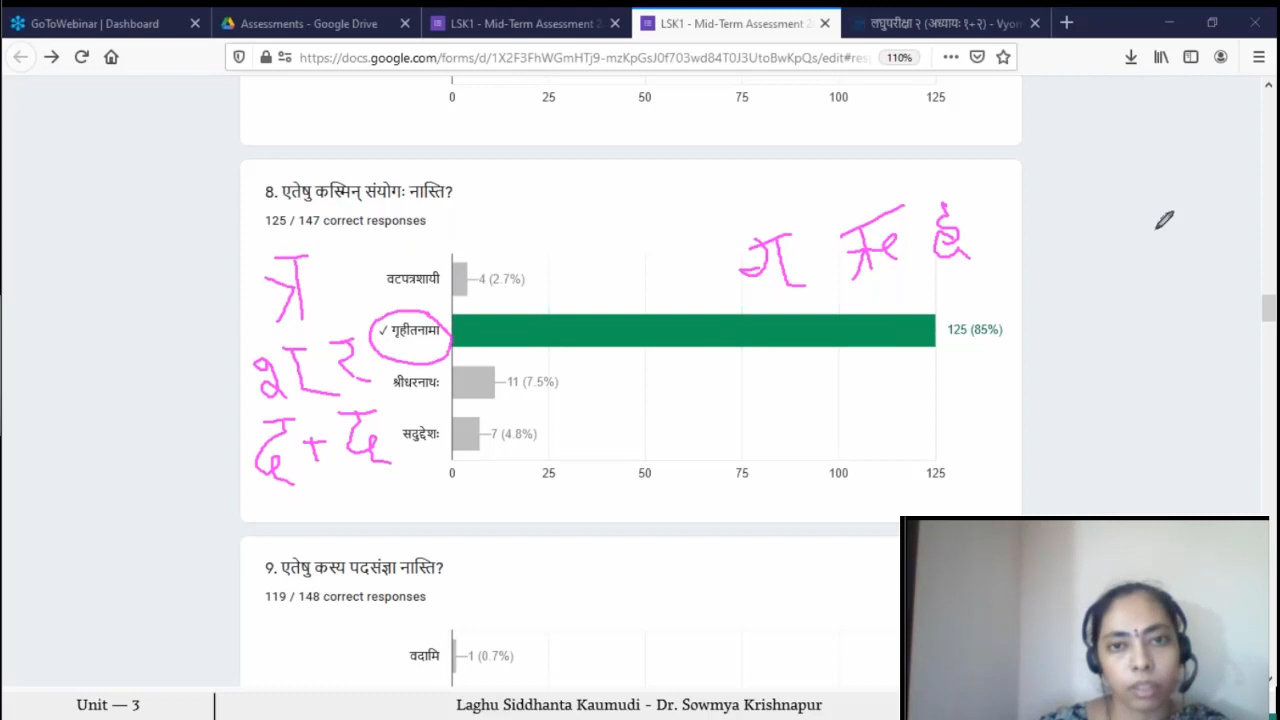 GoToWebinar | Dashboard
Assessments - Google Drive
LSK1 - Mid-Term Assessment 2
LSK1 - Mid-Term Assessment 2
लघुपरीक्षा २ (अध्यायः १+२) - Vyom
https://docs.google.com/forms/d/1X2F3FhWGmHTj9-mzKpGsJ0f703wd84T0J3UtoBwKpQs/edit#res
110%
0 25 50 75 100 125
8. एतेषु कस्मिन् संयोगः नास्ति?
125 / 147 correct responses
ग् ऋ ह्
त्र
वटपत्रशायी 4 (2.7%)
✓ गृहीतनामा 125 (85%)
श् र
श्रीधरनाथः 11 (7.5%)
द् + द्
सदुद्देशः 7 (4.8%)
0 25 50 75 100 125
9. एतेषु कस्य पदसंज्ञा नास्ति?
119 / 148 correct responses
वदामि 1 (0.7%)
Unit — 3
Laghu Siddhanta Kaumudi - Dr. Sowmya Krishnapur